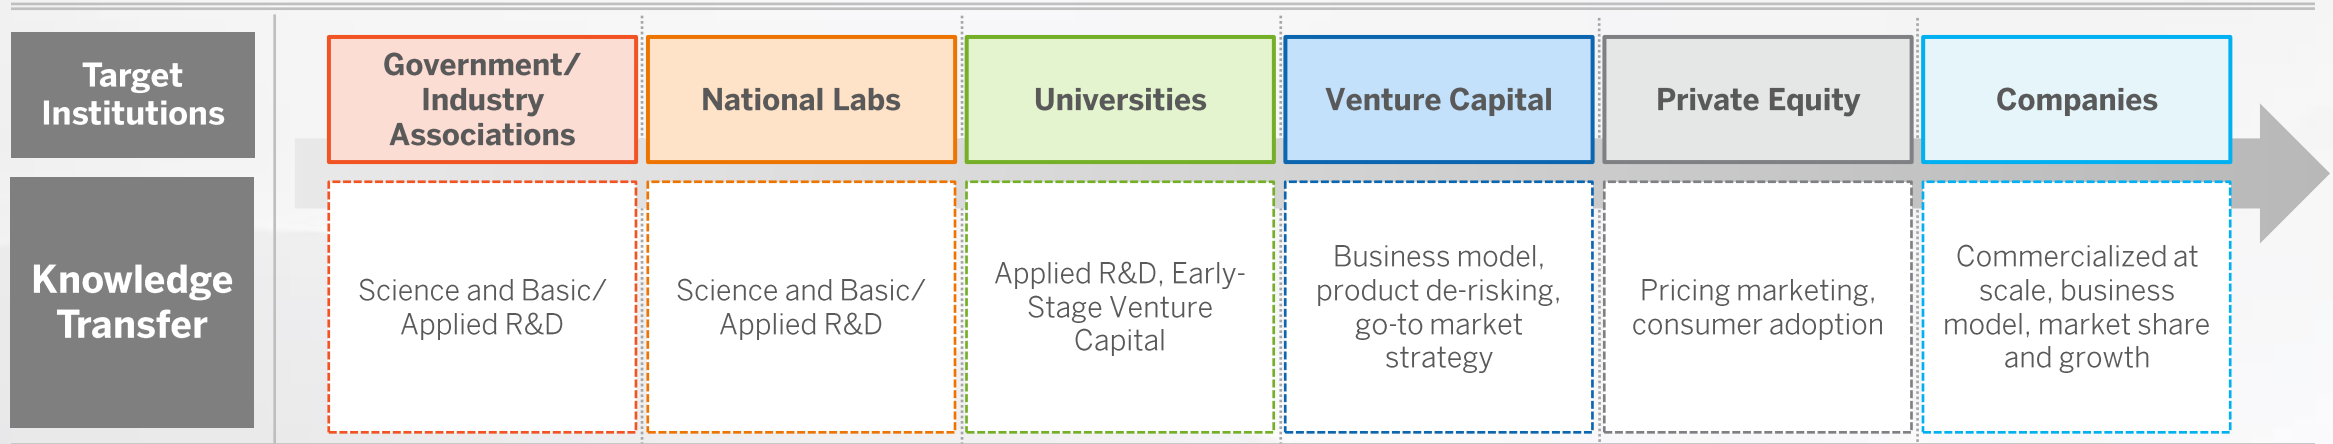 Target
Institutions
Government/
Industry
Associations
National Labs
Universities
Venture Capital
Private Equity
Companies
Knowledge
Transfer
Science and Basic/
Applied R&D
Science and Basic/
Applied R&D
Applied R&D, Early-
Stage Venture
Capital
Business model,
product de-risking,
go-to market
strategy
Pricing marketing,
consumer adoption
Commercialized at
scale, business
model, market share
and growth